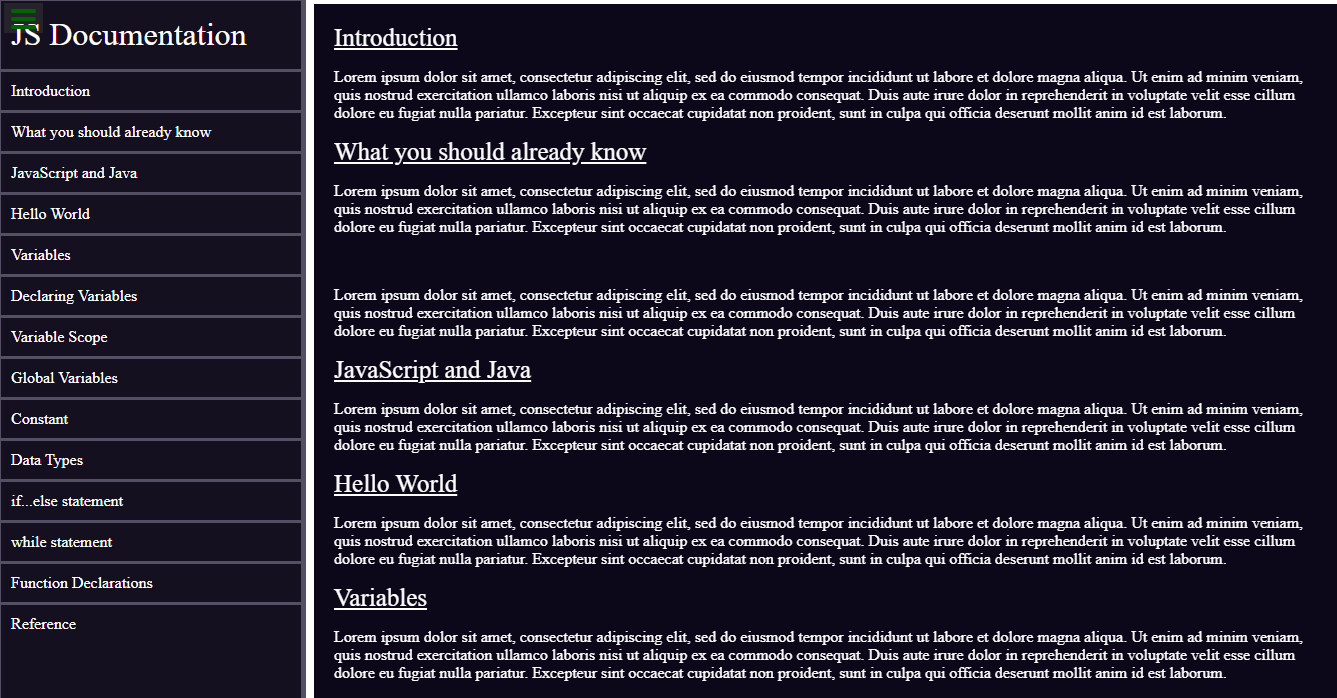 JS Documentation
Introduction
What you should already know
JavaScript and Java
Hello World
Variables
Declaring Variables
Variable Scope
Global Variables
Constant
Data Types
if...else statement
while statement
Function Declarations
Reference
Introduction
Lorem ipsum dolor sit amet, consectetur adipiscing elit, sed do eiusmod tempor incididunt ut labore et dolore magna aliqua. Ut enim ad minim veniam,
quis nostrud exercitation ullamco laboris nisi ut aliquip ex ea commodo consequat. Duis aute irure dolor in reprehenderit in voluptate velit esse cillum
dolore eu fugiat nulla pariatur. Excepteur sint occaecat cupidatat non proident, sunt in culpa qui officia deserunt mollit anim id est laborum.
What you should already know
Lorem ipsum dolor sit amet, consectetur adipiscing elit, sed do eiusmod tempor incididunt ut labore et dolore magna aliqua. Ut enim ad minim veniam,
quis nostrud exercitation ullamco laboris nisi ut aliquip ex ea commodo consequat. Duis aute irure dolor in reprehenderit in voluptate velit esse cillum
dolore eu fugiat nulla pariatur. Excepteur sint occaecat cupidatat non proident, sunt in culpa qui officia deserunt mollit anim id est laborum.
Lorem ipsum dolor sit amet, consectetur adipiscing elit, sed do eiusmod tempor incididunt ut labore et dolore magna aliqua. Ut enim ad minim veniam,
quis nostrud exercitation ullamco laboris nisi ut aliquip ex ea commodo consequat. Duis aute irure dolor in reprehenderit in voluptate velit esse cillum
dolore eu fugiat nulla pariatur. Excepteur sint occaecat cupidatat non proident, sunt in culpa qui officia deserunt mollit anim id est laborum.
JavaScript and Java
Lorem ipsum dolor sit amet, consectetur adipiscing elit, sed do eiusmod tempor incididunt ut labore et dolore magna aliqua. Ut enim ad minim veniam,
quis nostrud exercitation ullamco laboris nisi ut aliquip ex ea commodo consequat. Duis aute irure dolor in reprehenderit in voluptate velit esse cillum
dolore eu fugiat nulla pariatur. Excepteur sint occaecat cupidatat non proident, sunt in culpa qui officia deserunt mollit anim id est laborum.
Hello World
Lorem ipsum dolor sit amet, consectetur adipiscing elit, sed do eiusmod tempor incididunt ut labore et dolore magna aliqua. Ut enim ad minim veniam,
quis nostrud exercitation ullamco laboris nisi ut aliquip ex ea commodo consequat. Duis aute irure dolor in reprehenderit in voluptate velit esse cillum
dolore eu fugiat nulla pariatur. Excepteur sint occaecat cupidatat non proident, sunt in culpa qui officia deserunt mollit anim id est laborum.
Variables
Lorem ipsum dolor sit amet, consectetur adipiscing elit, sed do eiusmod tempor incididunt ut labore et dolore magna aliqua. Ut enim ad minim veniam,
quis nostrud exercitation ullamco laboris nisi ut aliquip ex ea commodo consequat. Duis aute irure dolor in reprehenderit in voluptate velit esse cillum
dolore eu fugiat nulla pariatur. Excepteur sint occaecat cupidatat non proident, sunt in culpa qui officia deserunt mollit anim id est laborum.